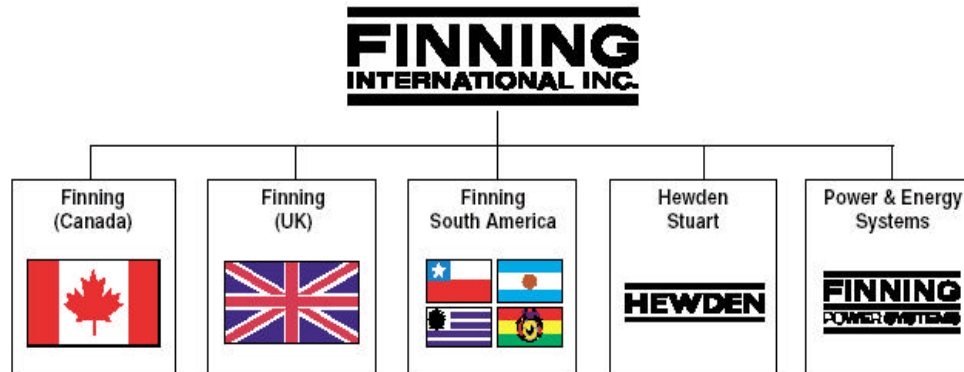 FINNING
INTERNATIONAL INC.
Finning
(Canada)
Finning
(UK)
Finning
South America
Hewden
Stuart
Power & Energy
Systems
HEWDEN
FINNING
POWER SYSTEMS